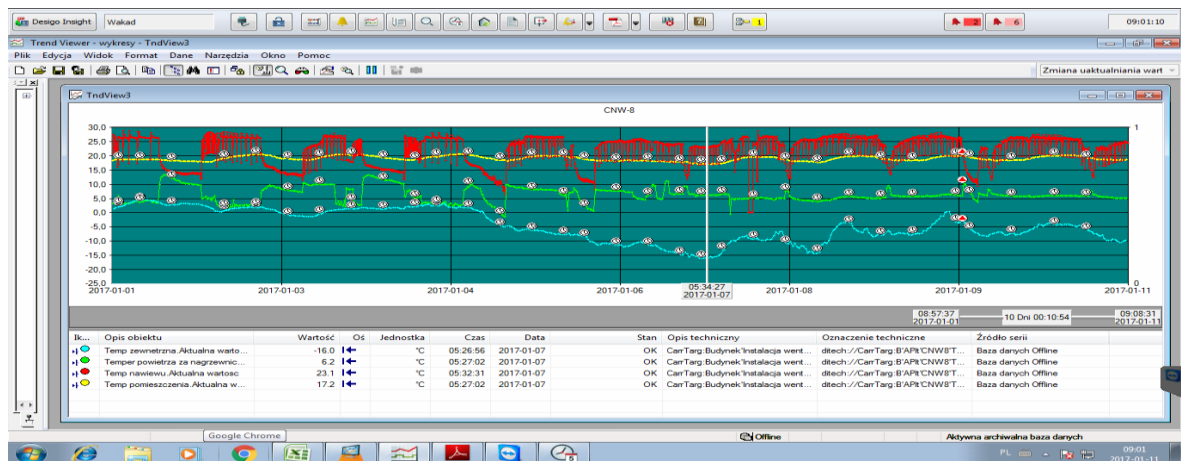 Desigo Insight Wakad 1 2 6 09:01:10
Trend Viewer - wykresy - TndView3
Plik Edycja Widok Format Dane Narzędzia Okno Pomoc
Zmiana uaktualniania wart
TndView3
CNW-8
30,0 1
25,0
20,0
15,0
10,0
5,0
0,0
-5,0
-10,0
-15,0
-20,0
-25,0 0
2017-01-01 2017-01-03 2017-01-04 2017-01-06 2017-01-08 2017-01-09 2017-01-11
05:34:27
2017-01-07
08:57:37 10 Dni 00:10:54 09:08:31
2017-01-01 2017-01-11
Ik... Opis obiektu Wartość Oś Jednostka Czas Data Stan Opis techniczny Oznaczenie techniczne Źródło serii
Temp zewnetrzna.Aktualna warto... -16.0 °C 05:26:56 2017-01-07 OK CarrTarg:Budynek'Instalacja went... ditech://CarrTarg:B'APlt'CNW8'T... Baza danych Offline
Temper powietrza za nagrzewnic... 6.2 °C 05:27:02 2017-01-07 OK CarrTarg:Budynek'Instalacja went... ditech://CarrTarg:B'APlt'CNW8'T... Baza danych Offline
Temp nawiewu.Aktualna wartosc 23.1 °C 05:32:31 2017-01-07 OK CarrTarg:Budynek'Instalacja went... ditech://CarrTarg:B'APlt'CNW8'T... Baza danych Offline
Temp pomieszczenia.Aktualna w... 17.2 °C 05:27:02 2017-01-07 OK CarrTarg:Budynek'Instalacja went... ditech://CarrTarg:B'APlt'CNW8'T... Baza danych Offline
Offline Aktywna archiwalna baza danych
Google Chrome
PL 09:01
2017-01-11